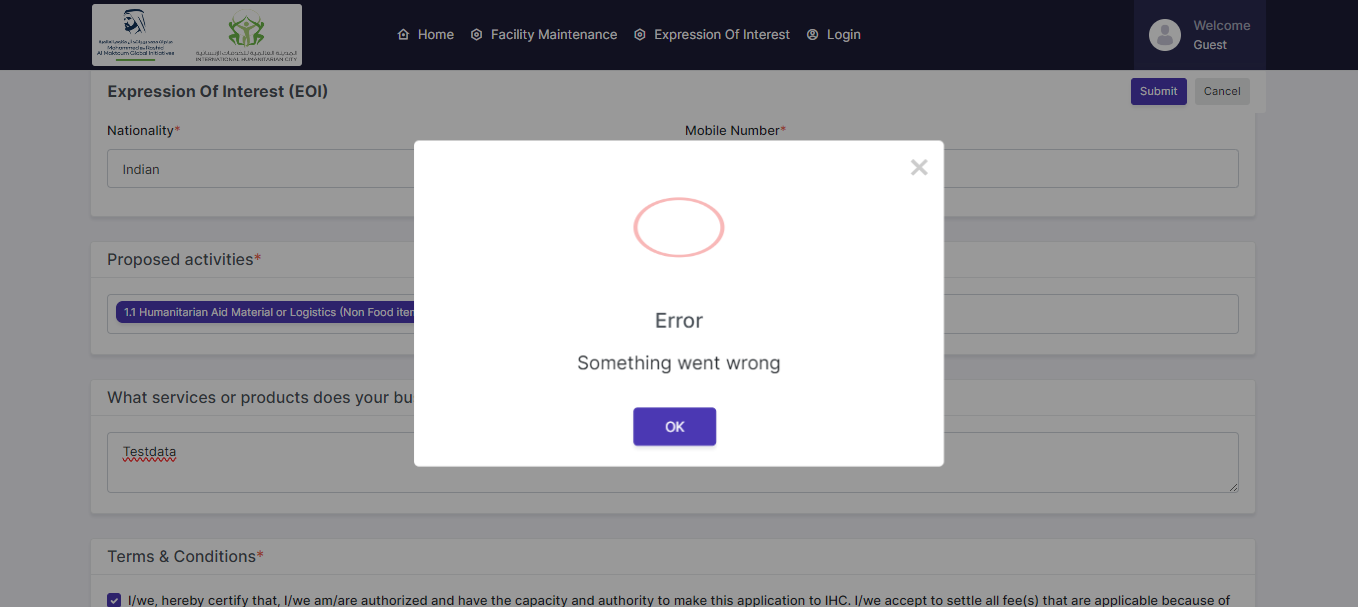 Mohammed Bin Rashid
Al Maktoum Global Initiatives
INTERNATIONAL HUMANITARIAN CITY
Home
Facility Maintenance
Expression Of Interest
Login
Welcome
Guest
Expression Of Interest (EOI)
Submit
Cancel
Nationality*
Mobile Number*
Indian
×
Proposed activities*
1.1 Humanitarian Aid Material or Logistics (Non Food item
Error
Something went wrong
OK
What services or products does your bu
Testdata
Terms & Conditions*
I/we, hereby certify that, I/we am/are authorized and have the capacity and authority to make this application to IHC. I/we accept to settle all fee(s) that are applicable because of